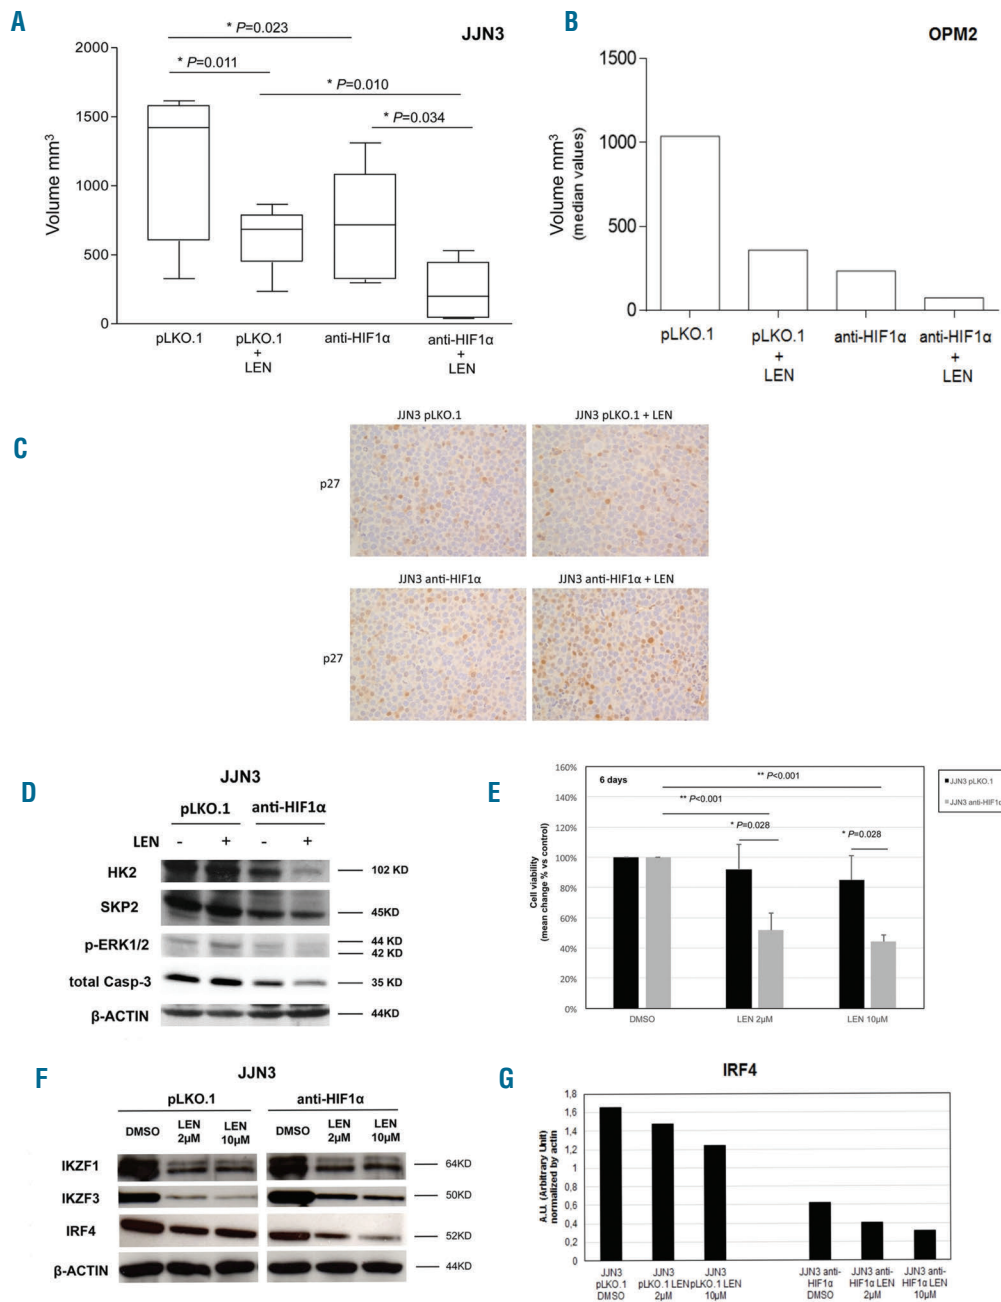 A
JJN3
* P=0.023
* P=0.011
* P=0.010
* P=0.034
Volume mm3
2000
1500
1000
500
0
pLKO.1
pLKO.1
+
LEN
anti-HIF1α
anti-HIF1α
+
LEN
B
OPM2
Volume mm3
(median values)
1500
1000
500
0
pLKO.1
pLKO.1
+
LEN
anti-HIF1α
anti-HIF1α
+
LEN
C
JJN3 pLKO.1
JJN3 pLKO.1 + LEN
p27
JJN3 anti-HIF1α
JJN3 anti-HIF1α + LEN
p27
D
JJN3
pLKO.1 anti-HIF1α
LEN - + - +
HK2 102 KD
SKP2 45KD
p-ERK1/2 44 KD
42 KD
total Casp-3 35 KD
β-ACTIN 44KD
E
6 days
** P<0.001
** P<0.001
* P=0.028
* P=0.028
Cell viability
(mean change % vs control)
160%
140%
120%
100%
80%
60%
40%
20%
0%
DMSO
LEN 2µM
LEN 10µM
JJN3 pLKO.1
JJN3 anti-HIF1α
F
JJN3
pLKO.1 anti-HIF1α
DMSO LEN 2µM LEN 10µM DMSO LEN 2µM LEN 10µM
IKZF1 64KD
IKZF3 50KD
IRF4 52KD
β-ACTIN 44KD
G
IRF4
A.U. (Arbitrary Unit)
normalized by actin
1,8
1,6
1,4
1,2
1
0,8
0,6
0,4
0,2
0
JJN3 pLKO.1 DMSO
JJN3 pLKO.1 LEN 2µM
JJN3 pLKO.1 LEN 10µM
JJN3 anti-HIF1α DMSO
JJN3 anti-HIF1α LEN 2µM
JJN3 anti-HIF1α LEN 10µM